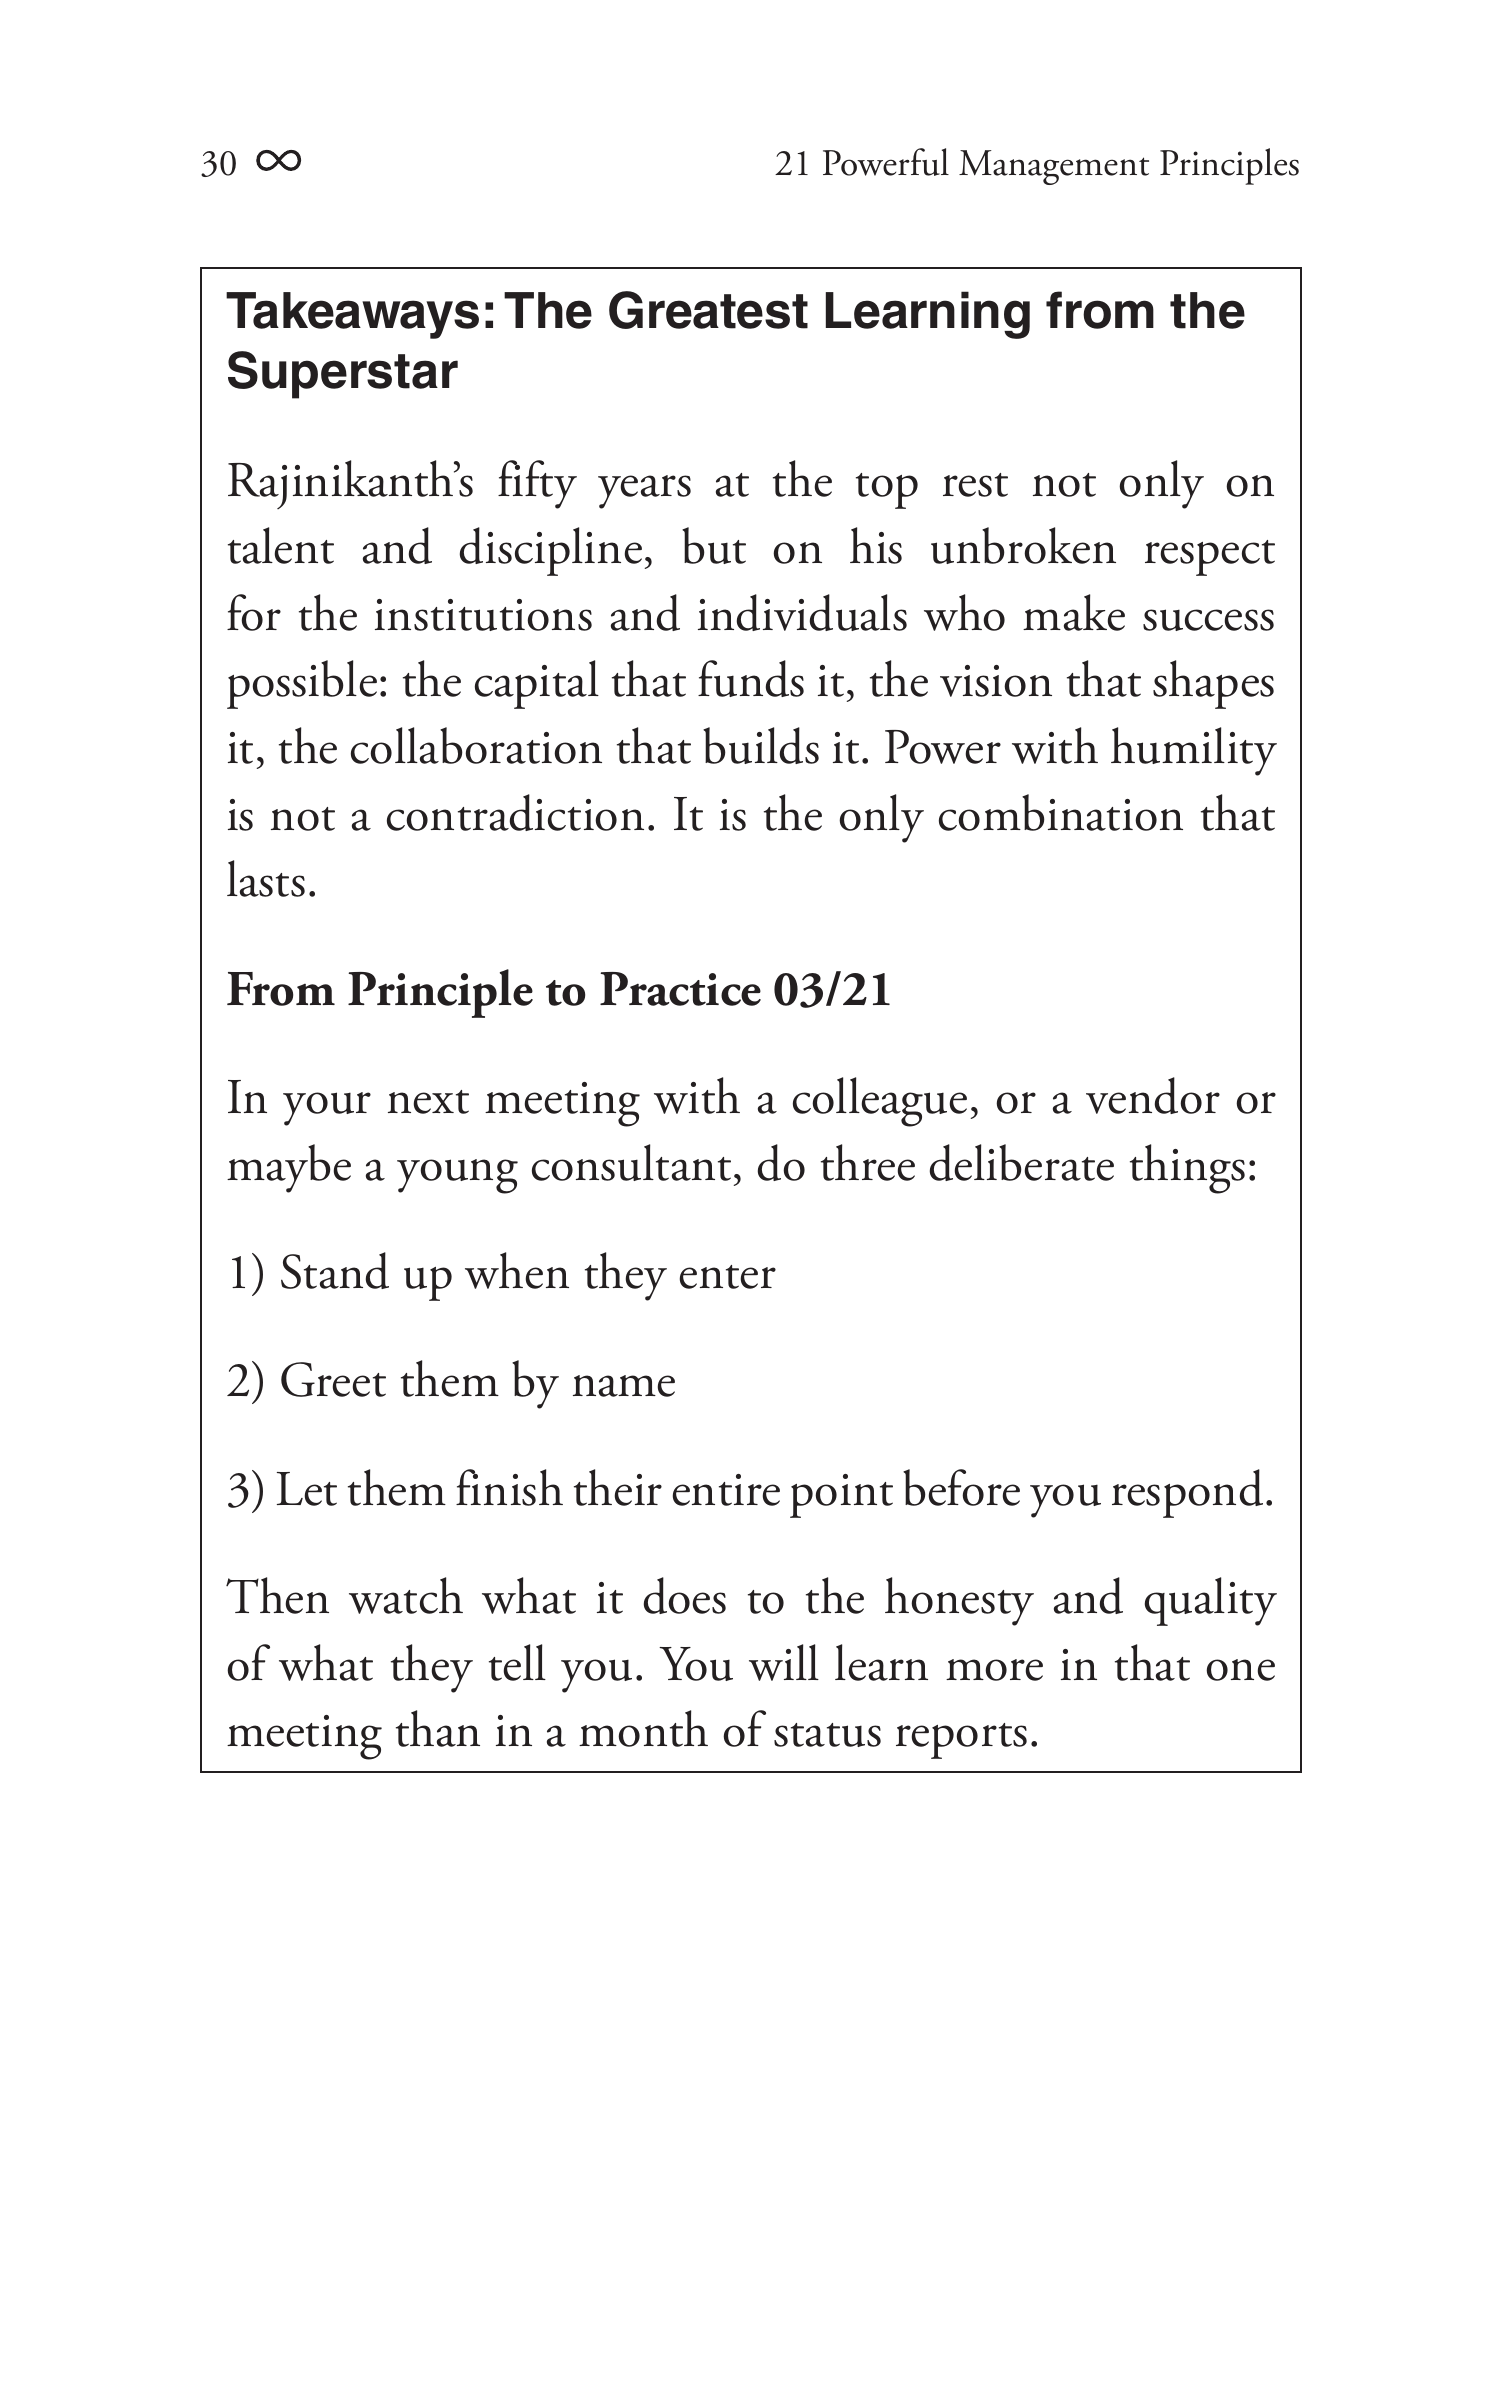 30 ∞ 21 Powerful Management Principles
Takeaways: The Greatest Learning from the
Superstar
Rajinikanth’s fifty years at the top rest not only on
talent and discipline, but on his unbroken respect
for the institutions and individuals who make success
possible: the capital that funds it, the vision that shapes
it, the collaboration that builds it. Power with humility
is not a contradiction. It is the only combination that
lasts.
From Principle to Practice 03/21
In your next meeting with a colleague, or a vendor or
maybe a young consultant, do three deliberate things:
1) Stand up when they enter
2) Greet them by name
3) Let them finish their entire point before you respond.
Then watch what it does to the honesty and quality
of what they tell you. You will learn more in that one
meeting than in a month of status reports.